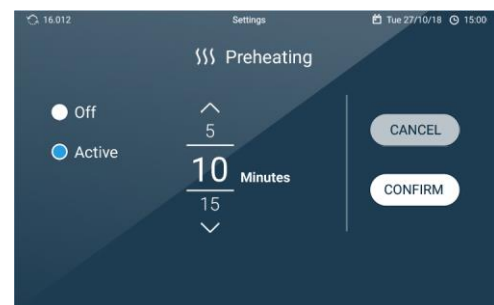 16.012 Settings Tue 27/10/18 15:00
Preheating
Off
Active
5
10 Minutes
15
CANCEL
CONFIRM